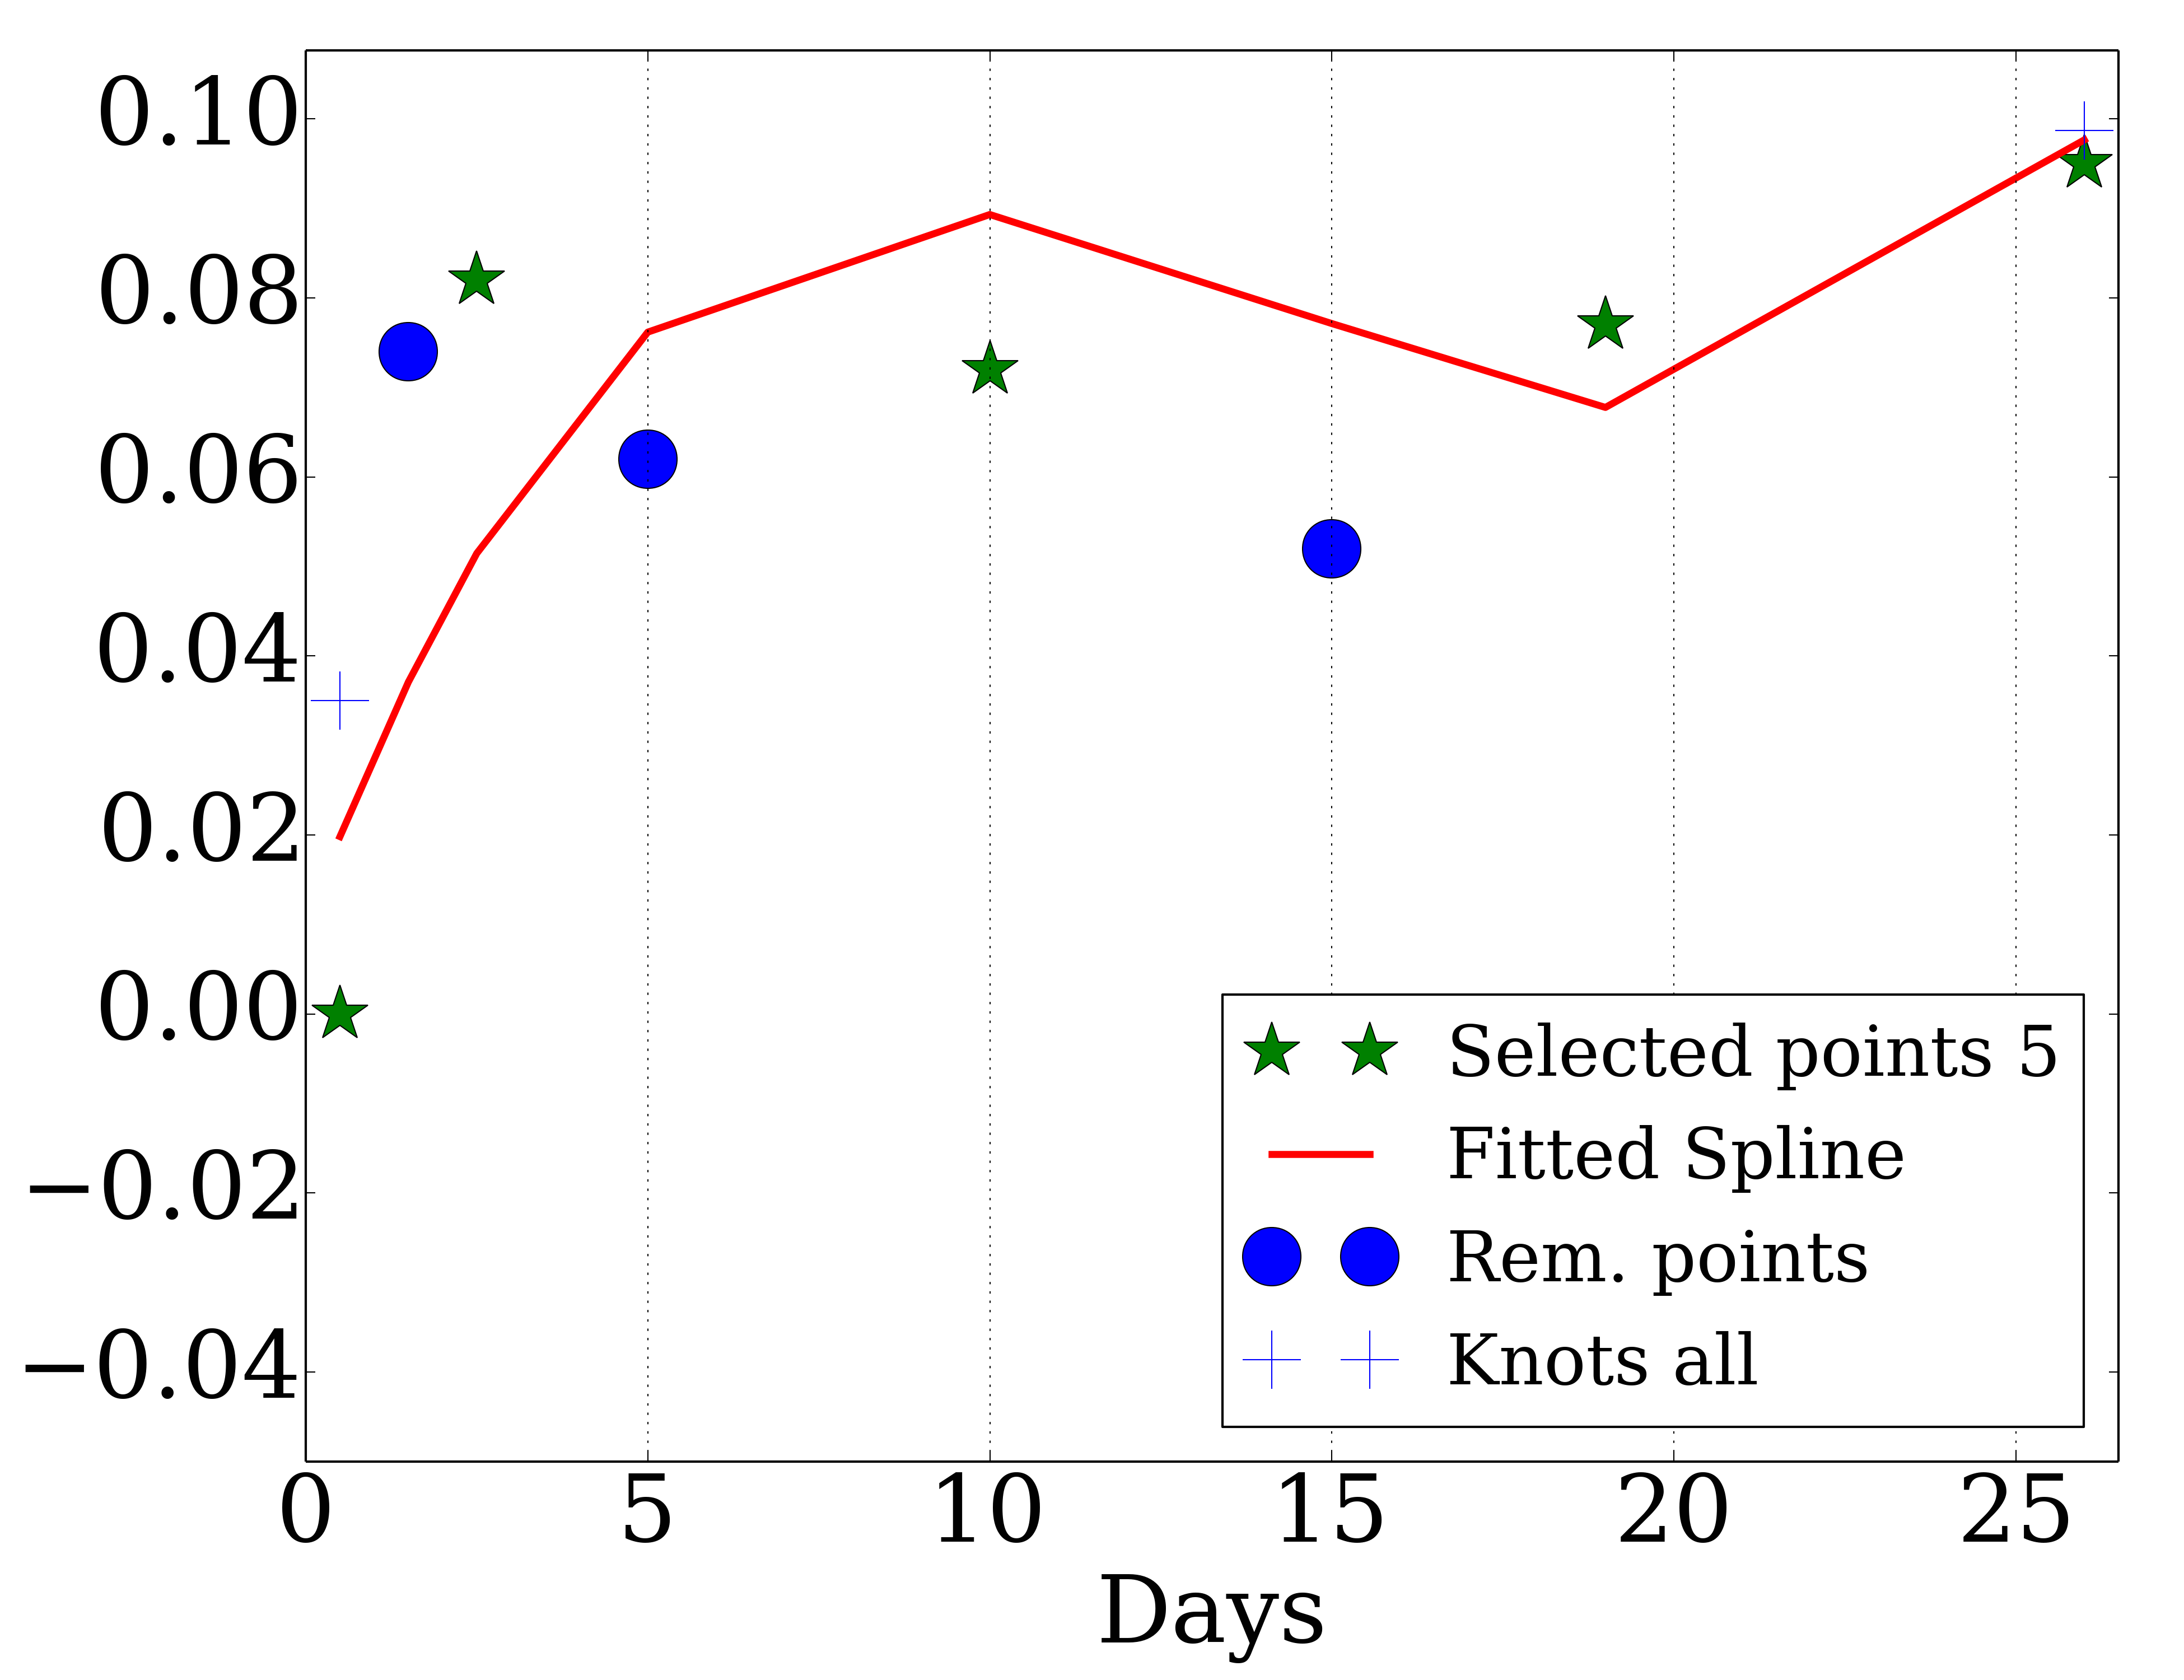 0.10
0.08
0.06
0.04
0.02
0.00
−0.02
−0.04
0 5 10 15 20 25
Days
Selected points 5
Fitted Spline
Rem. points
Knots all